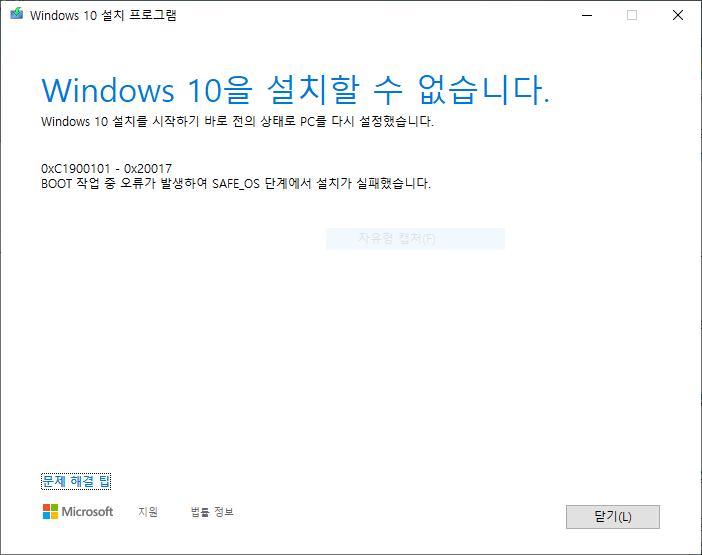 Windows 10 설치 프로그램
Windows 10을 설치할 수 없습니다.
Windows 10 설치를 시작하기 바로 전의 상태로 PC를 다시 설정했습니다.
0xC1900101 - 0x20017
BOOT 작업 중 오류가 발생하여 SAFE_OS 단계에서 설치가 실패했습니다.
자유형 캡처(F)
문제 해결 팁
Microsoft 지원 법률 정보
닫기(L)